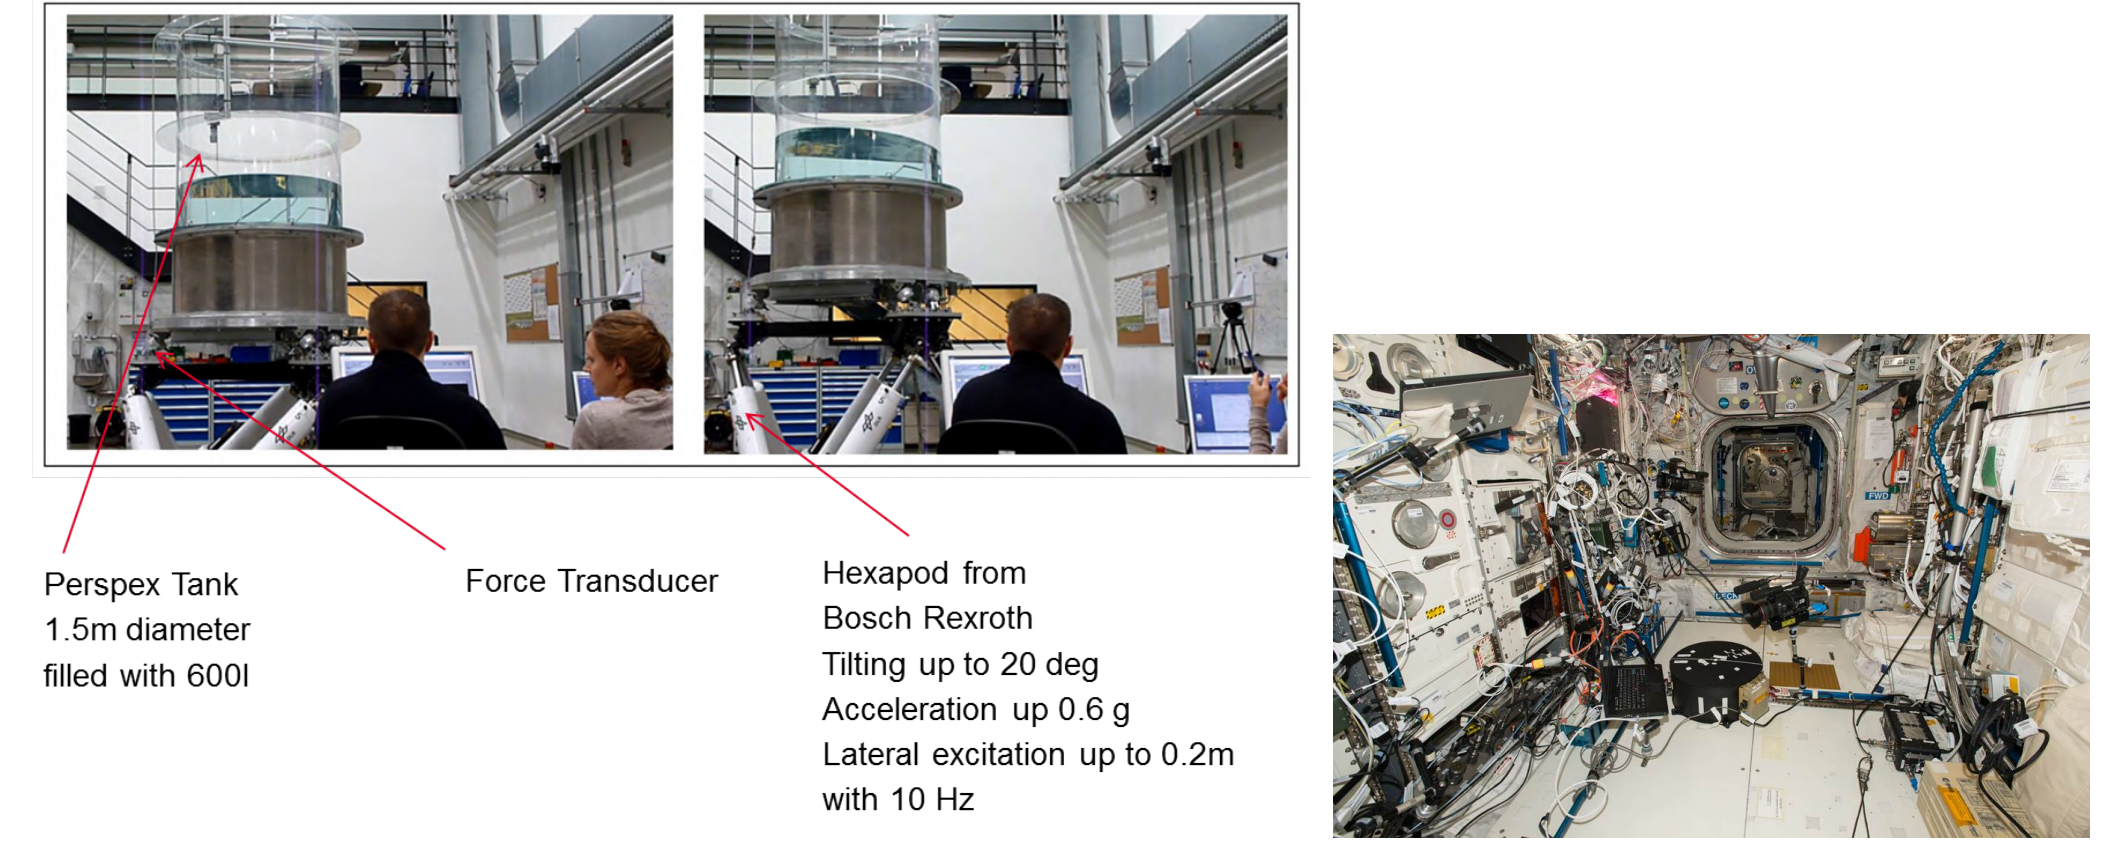 Perspex Tank
1.5m diameter
filled with 600l
Force Transducer
Hexapod from
Bosch Rexroth
Tilting up to 20 deg
Acceleration up 0.6 g
Lateral excitation up to 0.2m
with 10 Hz
FWD
DECK